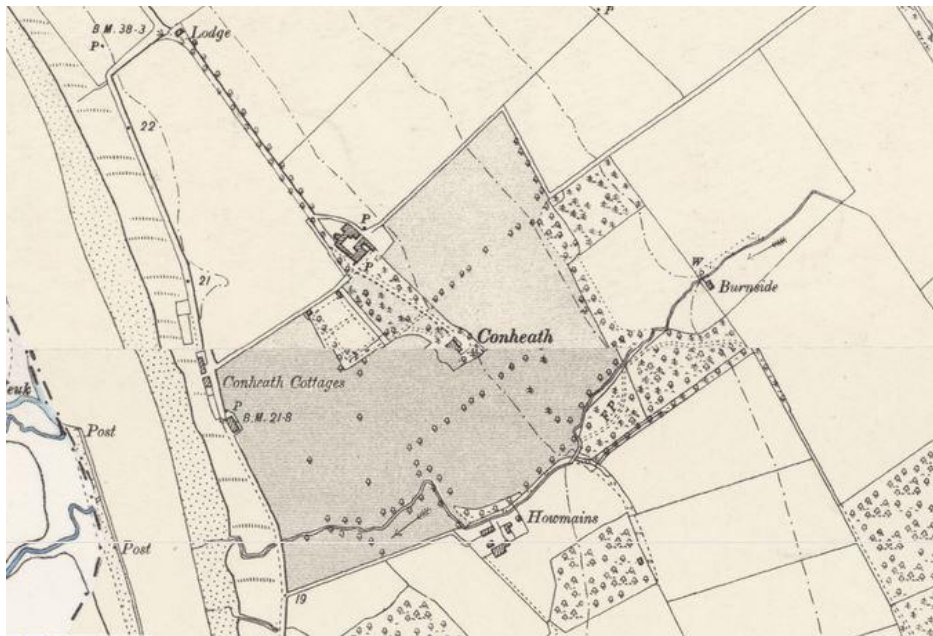 P
B.M. 38·3
Lodge
P
22
P
21
P
W
Burnside
Conheath
Conheath Cottages
P
B.M. 21·8
Post
F.P.
Howmains
Post
19